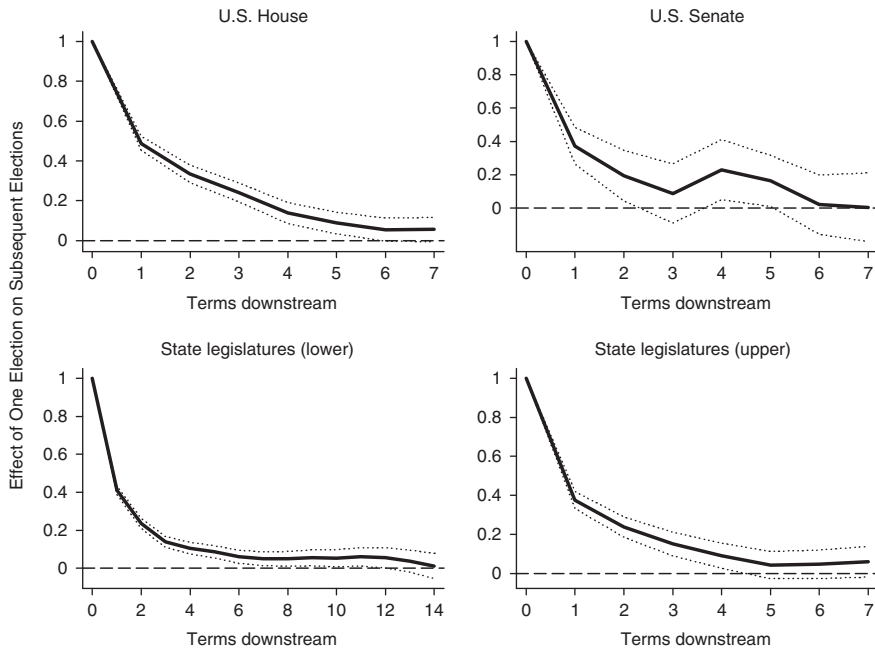 Effect of One Election on Subsequent Elections
U.S. House
1
0.8
0.6
0.4
0.2
0
0 1 2 3 4 5 6 7
Terms downstream
U.S. Senate
1
0.8
0.6
0.4
0.2
0
0 1 2 3 4 5 6 7
Terms downstream
State legislatures (lower)
1
0.8
0.6
0.4
0.2
0
0 2 4 6 8 10 12 14
Terms downstream
State legislatures (upper)
1
0.8
0.6
0.4
0.2
0
0 1 2 3 4 5 6 7
Terms downstream